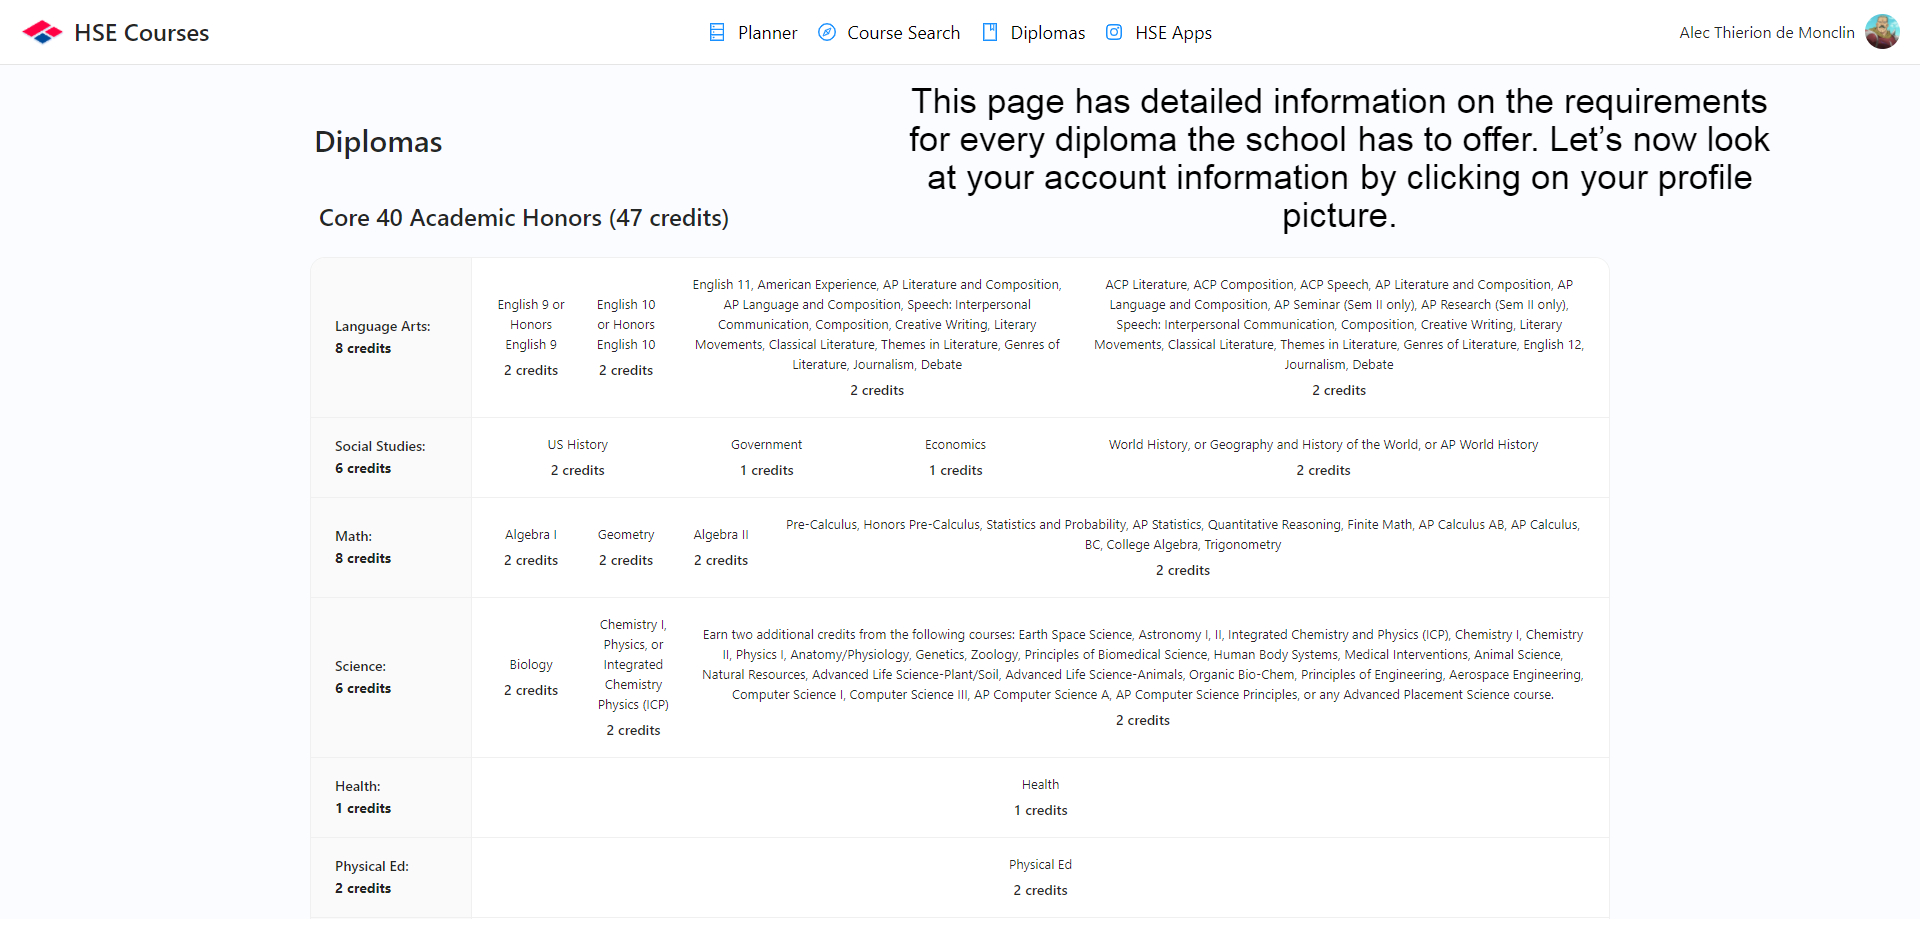 HSE Courses
Planner
Course Search
Diplomas
HSE Apps
Alec Thierion de Monclin
This page has detailed information on the requirements
for every diploma the school has to offer. Let’s now look
at your account information by clicking on your profile
picture.
Diplomas
Core 40 Academic Honors (47 credits)
Language Arts:
8 credits
English 9 or
Honors
English 9
2 credits
English 10
or Honors
English 10
2 credits
English 11, American Experience, AP Literature and Composition,
AP Language and Composition, Speech: Interpersonal
Communication, Composition, Creative Writing, Literary
Movements, Classical Literature, Themes in Literature, Genres of
Literature, Journalism, Debate
2 credits
ACP Literature, ACP Composition, ACP Speech, AP Literature and Composition, AP
Language and Composition, AP Seminar (Sem II only), AP Research (Sem II only),
Speech: Interpersonal Communication, Composition, Creative Writing, Literary
Movements, Classical Literature, Themes in Literature, Genres of Literature, English 12,
Journalism, Debate
2 credits
Social Studies:
6 credits
US History
2 credits
Government
1 credits
Economics
1 credits
World History, or Geography and History of the World, or AP World History
2 credits
Math:
8 credits
Algebra I
2 credits
Geometry
2 credits
Algebra II
2 credits
Pre-Calculus, Honors Pre-Calculus, Statistics and Probability, AP Statistics, Quantitative Reasoning, Finite Math, AP Calculus AB, AP Calculus,
BC, College Algebra, Trigonometry
2 credits
Science:
6 credits
Biology
2 credits
Chemistry I,
Physics, or
Integrated
Chemistry
Physics (ICP)
2 credits
Earn two additional credits from the following courses: Earth Space Science, Astronomy I, II, Integrated Chemistry and Physics (ICP), Chemistry I, Chemistry
II, Physics I, Anatomy/Physiology, Genetics, Zoology, Principles of Biomedical Science, Human Body Systems, Medical Interventions, Animal Science,
Natural Resources, Advanced Life Science-Plant/Soil, Advanced Life Science-Animals, Organic Bio-Chem, Principles of Engineering, Aerospace Engineering,
Computer Science I, Computer Science III, AP Computer Science A, AP Computer Science Principles, or any Advanced Placement Science course.
2 credits
Health:
1 credits
Health
1 credits
Physical Ed:
2 credits
Physical Ed
2 credits